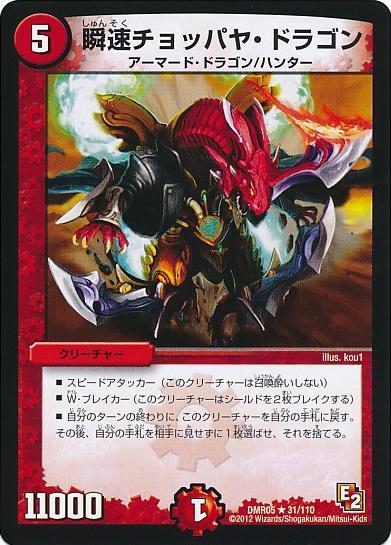 5
しゅんそく
瞬速チョッパヤ・ドラゴン
アーマード・ドラゴン/ハンター
illus. kou1
クリーチャー
■ スピードアタッカー (このクリーチャーは召喚酔いしない)
■ W・ブレイカー (このクリーチャーはシールドを2枚ブレイクする)
■ 自分のターンの終わりに、このクリーチャーを自分の手札に戻す。
その後、自分の手札を相手に見せずに1枚選ばせ、それを捨てる。
11000
1
DMR05 ★ 31/110
©2012 Wizards/Shogakukan/Mitsui-Kids
E2